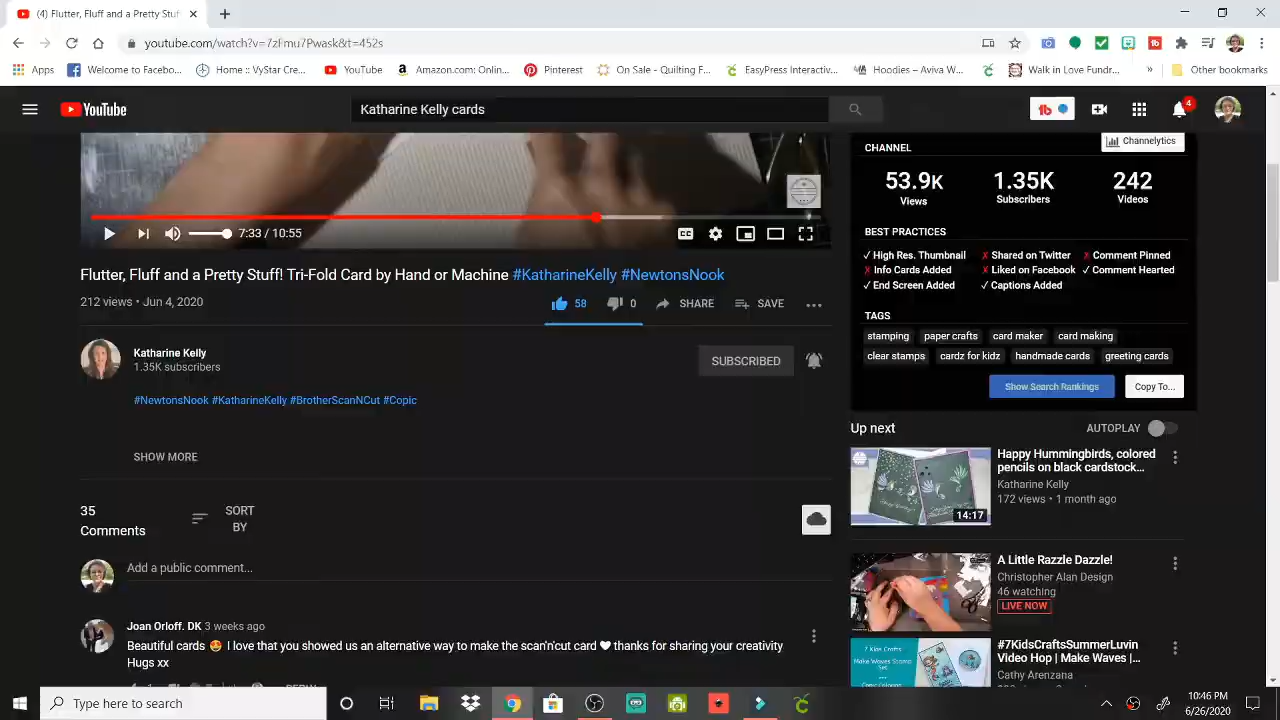 (4) Flutter, Fluff and a Pretty Stuf
youtube.com/watch?v=7zFmu7Pwask&t=452s
Apps Welcome to Facebo... Home :: VyStar Cre... YouTube Amazon Pinterest On Sale - Quilting F... EasyPants Interactiv... Hoodies – Aviva W... Walk in Love Fundr... » Other bookmarks
YouTube Katharine Kelly cards 4
CHANNEL Channelytics
53.9K 1.35K 242
Views Subscribers Videos
BEST PRACTICES
✓ High Res. Thumbnail ✗ Shared on Twitter ✗ Comment Pinned
✗ Info Cards Added ✗ Liked on Facebook ✓ Comment Hearted
✓ End Screen Added ✓ Captions Added
TAGS
stamping paper crafts card maker card making
clear stamps cardz for kidz handmade cards greeting cards
Show Search Rankings Copy To...
7:33 / 10:55
Flutter, Fluff and a Pretty Stuff! Tri-Fold Card by Hand or Machine #KatharineKelly #NewtonsNook
212 views • Jun 4, 2020 58 0 SHARE SAVE
Katharine Kelly
1.35K subscribers
SUBSCRIBED
#NewtonsNook #KatharineKelly #BrotherScanNCut #Copic
SHOW MORE
35
Comments
SORT
BY
Add a public comment...
Joan Orloff. DK 3 weeks ago
Beautiful cards 🤩 I love that you showed us an alternative way to make the scan'n'cut card ❤ thanks for sharing your creativity
Hugs xx
Up next AUTOPLAY
Happy Hummingbirds, colored
pencils on black cardstock...
Katharine Kelly
172 views • 1 month ago
14:17
A Little Razzle Dazzle!
Christopher Alan Design
46 watching
LIVE NOW
7 Kids Crafts
Make Waves Stamp
Set
Copic Coloring
#7KidsCraftsSummerLuvin
Video Hop | Make Waves |...
Cathy Arenzana
Type here to search
10:46 PM
6/26/2020